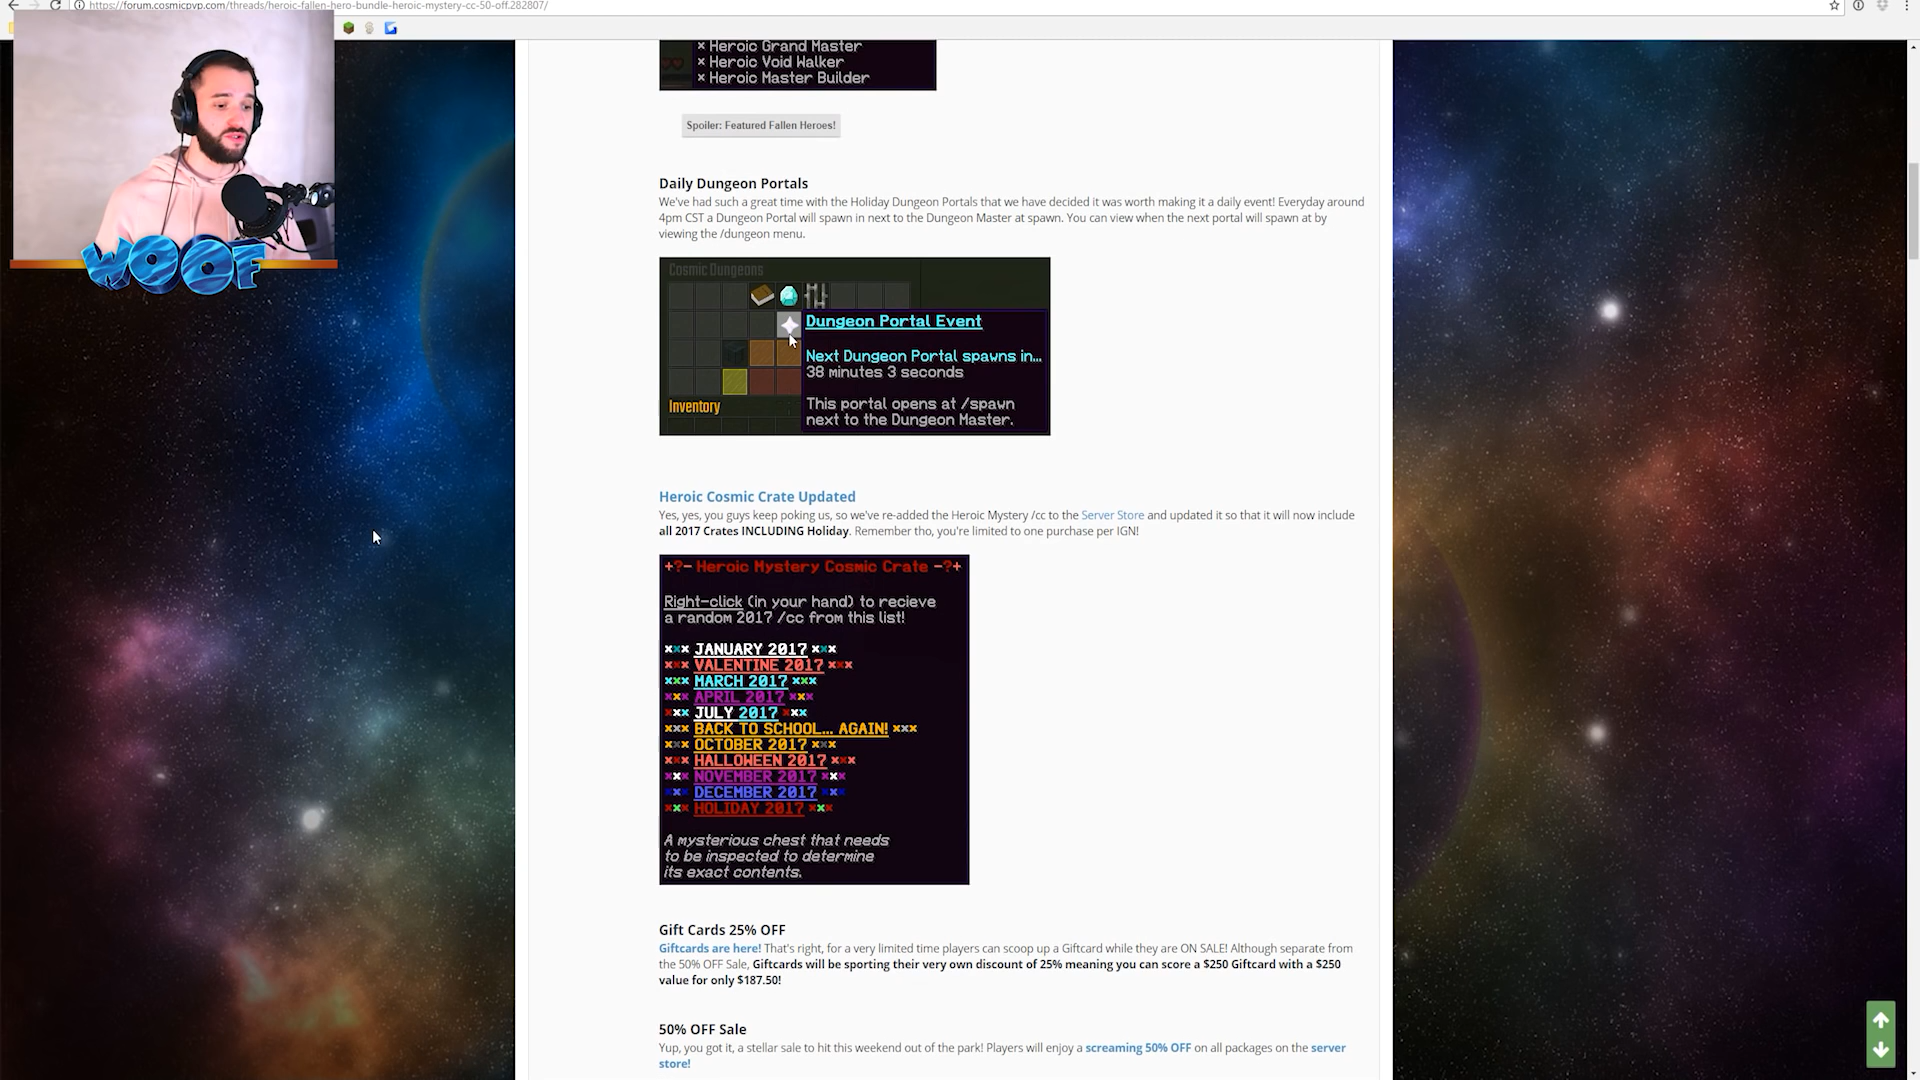 https://forum.cosmicpvp.com/threads/heroic-fallen-hero-bundle-heroic-mystery-cc-50-off.282807/
WOOF
× Heroic Grand Master
× Heroic Void Walker
× Heroic Master Builder
Spoiler: Featured Fallen Heroes!
Daily Dungeon Portals
We've had such a great time with the Holiday Dungeon Portals that we have decided it was worth making it a daily event! Everyday around
4pm CST a Dungeon Portal will spawn in next to the Dungeon Master at spawn. You can view when the next portal will spawn at by
viewing the /dungeon menu.
Cosmic Dungeons
Dungeon Portal Event
Next Dungeon Portal spawns in...
38 minutes 3 seconds
This portal opens at /spawn
next to the Dungeon Master.
Inventory
Heroic Cosmic Crate Updated
Yes, yes, you guys keep poking us, so we've re-added the Heroic Mystery /cc to the Server Store and updated it so that it will now include
all 2017 Crates INCLUDING Holiday. Remember tho, you're limited to one purchase per IGN!
+?- Heroic Mystery Cosmic Crate -?+
Right-click (in your hand) to recieve
a random 2017 /cc from this list!
××× JANUARY 2017 ×××
××× VALENTINE 2017 ×××
××× MARCH 2017 ×××
××× APRIL 2017 ×××
××× JULY 2017 ×××
××× BACK TO SCHOOL... AGAIN! ×××
××× OCTOBER 2017 ×××
××× HALLOWEEN 2017 ×××
××× NOVEMBER 2017 ×××
××× DECEMBER 2017 ×××
××× HOLIDAY 2017 ×××
A mysterious chest that needs
to be inspected to determine
its exact contents.
Gift Cards 25% OFF
Giftcards are here! That's right, for a very limited time players can scoop up a Giftcard while they are ON SALE! Although separate from
the 50% OFF Sale, Giftcards will be sporting their very own discount of 25% meaning you can score a $250 Giftcard with a $250
value for only $187.50!
50% OFF Sale
Yup, you got it, a stellar sale to hit this weekend out of the park! Players will enjoy a screaming 50% OFF on all packages on the server
store!